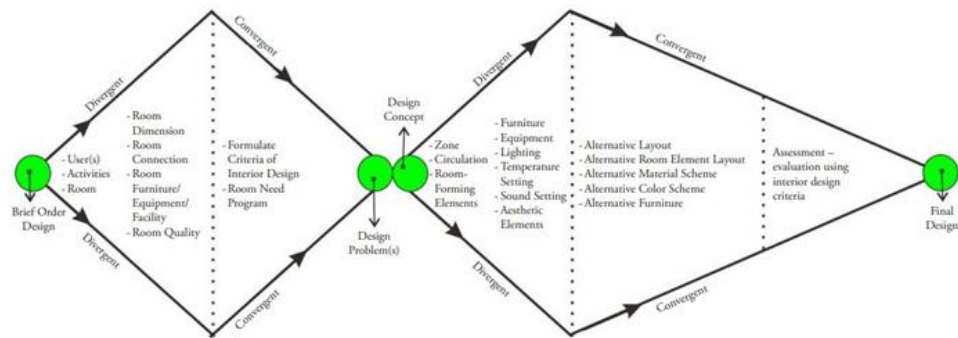 Divergent
Convergent
Divergent
Convergent
- User(s)
- Activities
- Room
Brief Order
Design
- Room
Dimension
- Room
Connection
- Room
Furniture/
Equipment/
Facility
- Room Quality
- Formulate
Criteria of
Interior Design
- Room Need
Program
Design
Concept
Design
Problem(s)
- Zone
- Circulation
- Room-
Forming
Elements
- Furniture
- Equipment
- Lighting
- Temperature
Setting
- Sound Setting
- Aesthetic
Elements
- Alternative Layout
- Alternative Room Element Layout
- Alternative Material Scheme
- Alternative Color Scheme
- Alternative Furniture
Assessment –
evaluation using
interior design
criteria
Final
Design
Divergent
Convergent
Divergent
Convergent